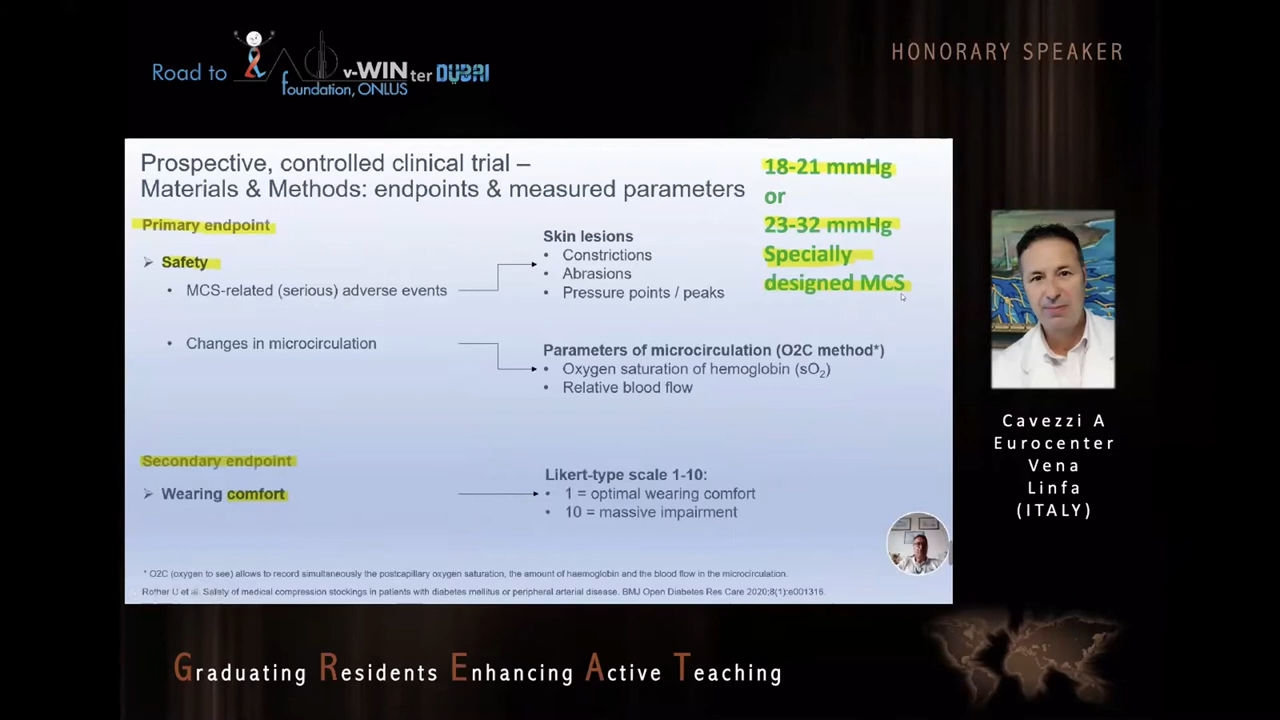 HONORARY SPEAKER
Road to v-WINter DUBAI
foundation, ONLUS
Prospective, controlled clinical trial –
Materials & Methods: endpoints & measured parameters
18-21 mmHg
or
23-32 mmHg
Specially
designed MCS
Primary endpoint
Safety
• MCS-related (serious) adverse events
Skin lesions
• Constrictions
• Abrasions
• Pressure points / peaks
• Changes in microcirculation
Parameters of microcirculation (O2C method*)
• Oxygen saturation of hemoglobin (sO2)
• Relative blood flow
Secondary endpoint
Wearing comfort
Likert-type scale 1-10:
• 1 = optimal wearing comfort
• 10 = massive impairment
* O2C (oxygen to see) allows to record simultaneously the postcapillary oxygen saturation, the amount of haemoglobin and the blood flow in the microcirculation.
Rother U et al. Safety of medical compression stockings in patients with diabetes mellitus or peripheral arterial disease. BMJ Open Diabetes Res Care 2020;8(1):e001316.
Cavezzi A
Eurocenter
Vena
Linfa
(ITALY)
Graduating Residents Enhancing Active Teaching